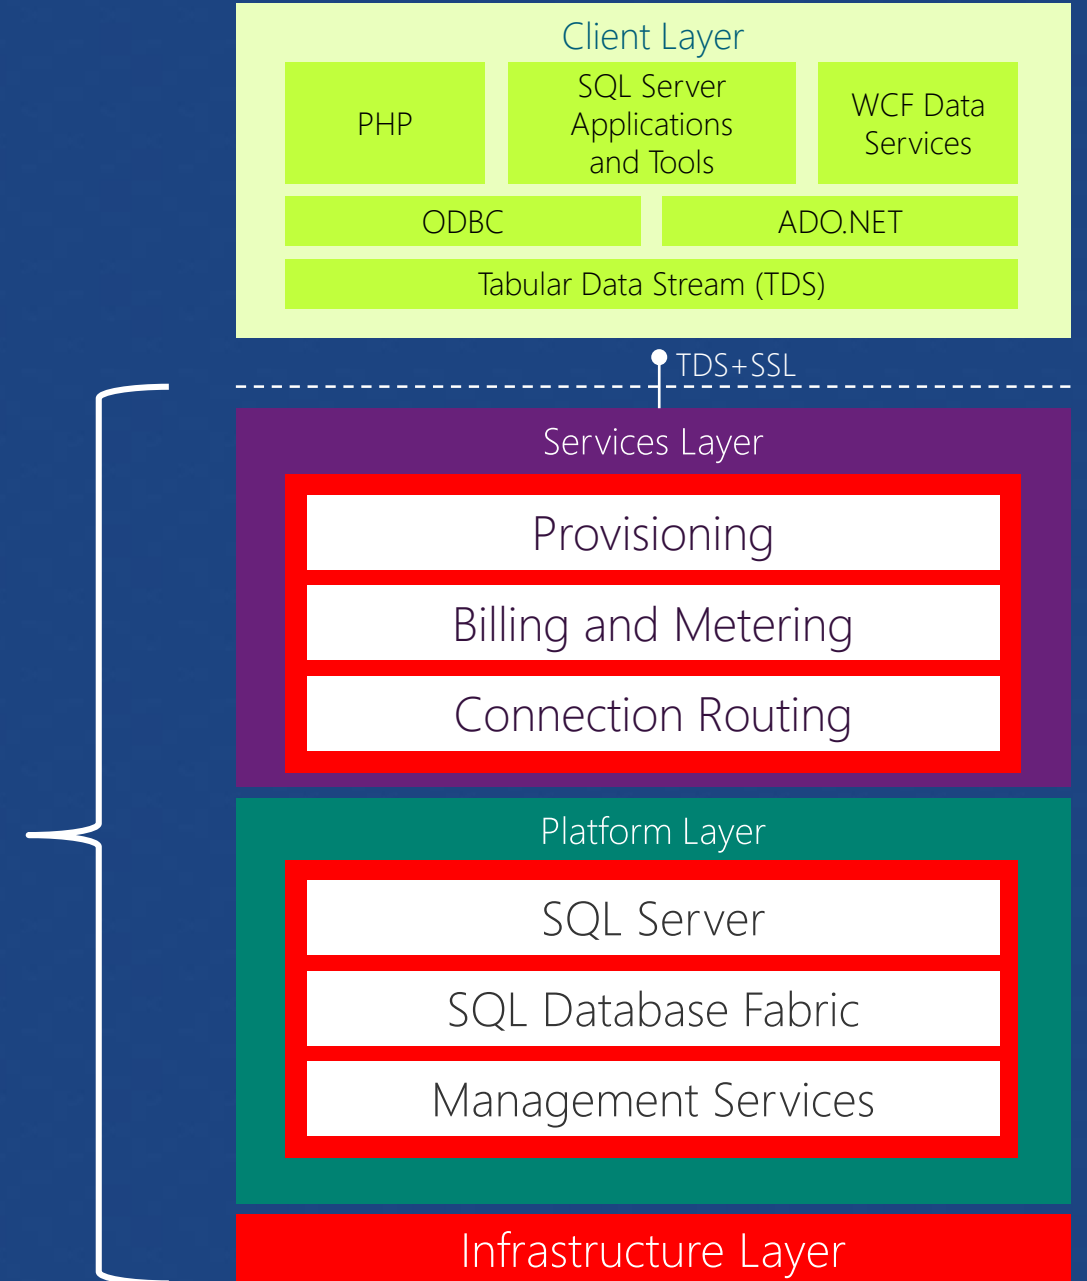 Client Layer
PHP
SQL Server
Applications
and Tools
WCF Data
Services
ODBC
ADO.NET
Tabular Data Stream (TDS)
TDS+SSL
Services Layer
Provisioning
Billing and Metering
Connection Routing
Platform Layer
SQL Server
SQL Database Fabric
Management Services
Infrastructure Layer